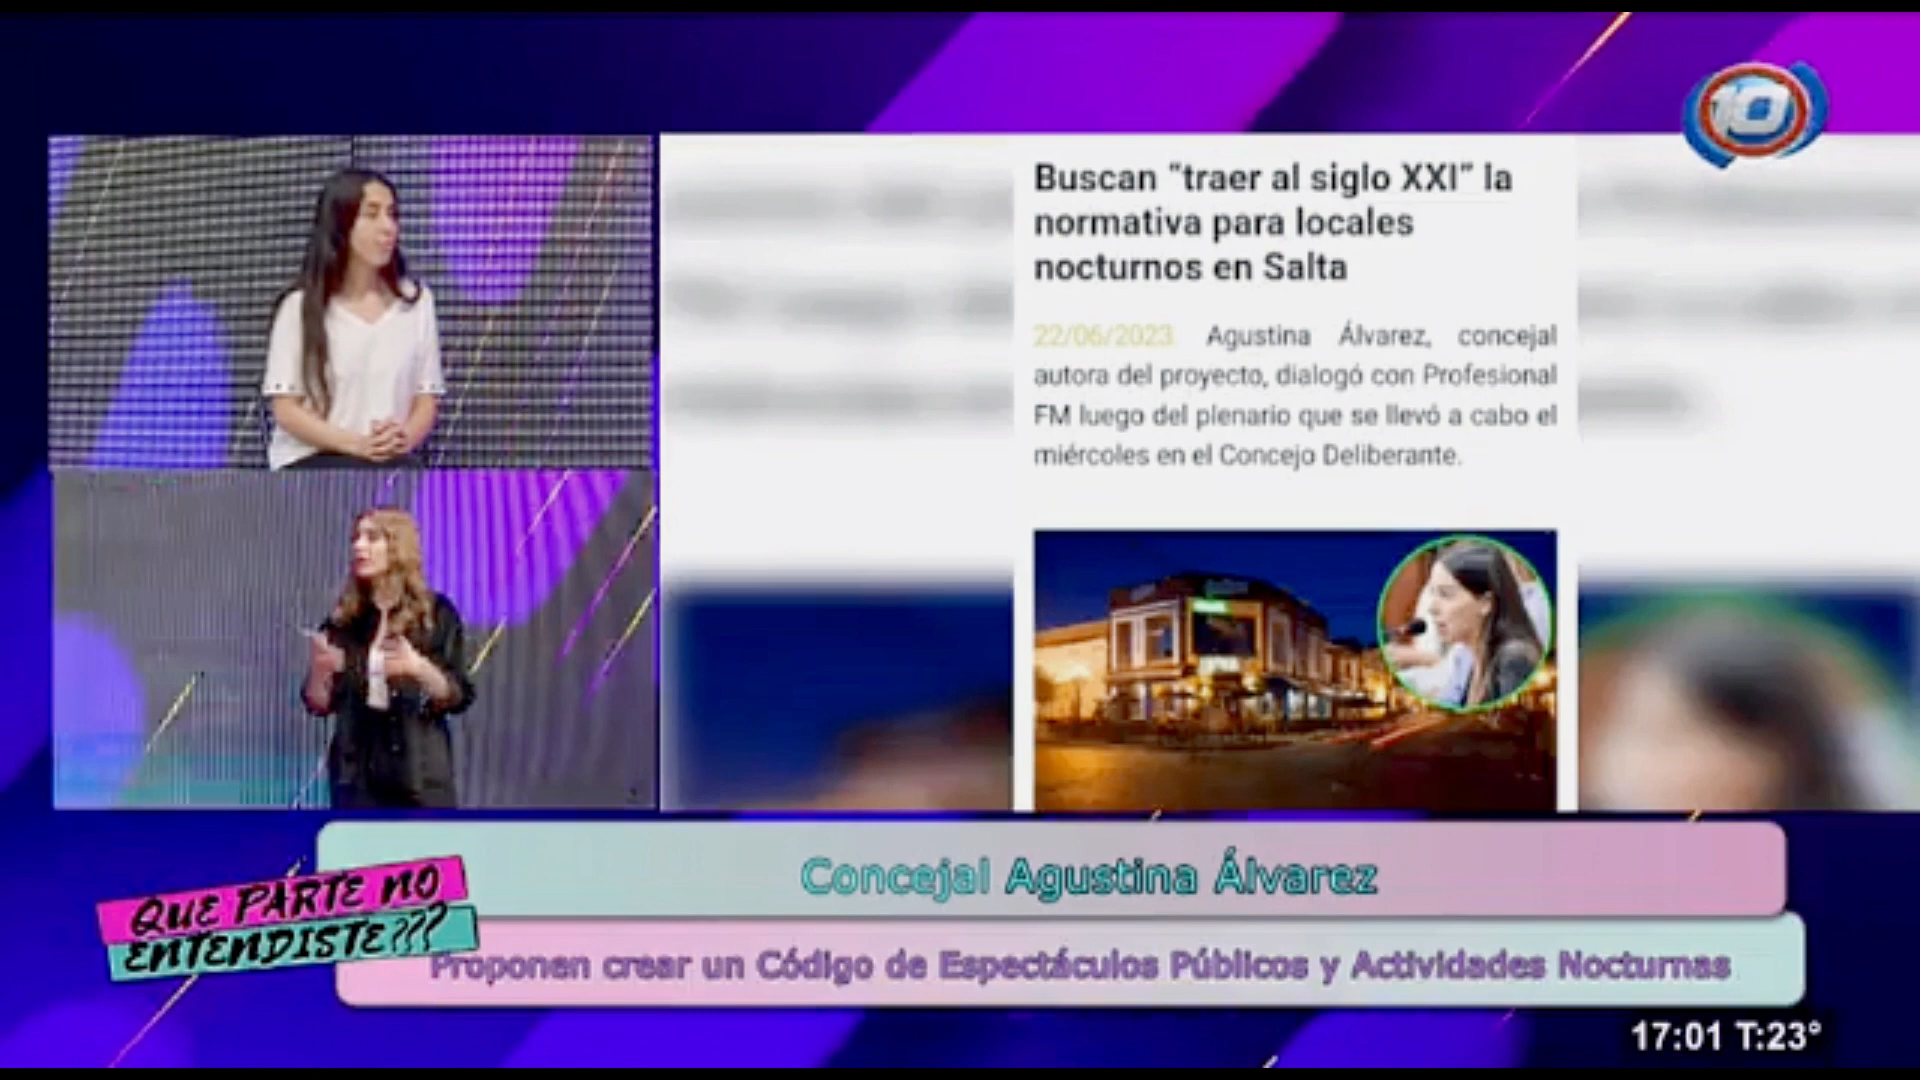 10
Buscan “traer al siglo XXI” la
normativa para locales
nocturnos en Salta
22/06/2023. Agustina Álvarez, concejal
autora del proyecto, dialogó con Profesional
FM luego del plenario que se llevó a cabo el
miércoles en el Concejo Deliberante.
Concejal Agustina Álvarez
QUE PARTE NO
ENTENDISTE???
Proponen crear un Código de Espectáculos Públicos y Actividades Nocturnas
17:01 T:23°